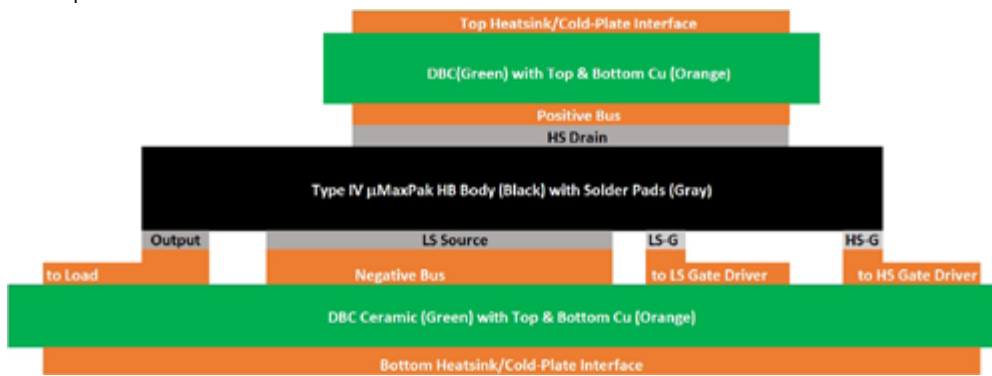 Top Heatsink/Cold-Plate Interface
DBC(Green) with Top & Bottom Cu (Orange)
Positive Bus
HS Drain
Type IV μMaxPak HB Body (Black) with Solder Pads (Gray)
Output LS Source LS-G HS-G
to Load Negative Bus to LS Gate Driver to HS Gate Driver
DBC Ceramic (Green) with Top & Bottom Cu (Orange)
Bottom Heatsink/Cold-Plate Interface